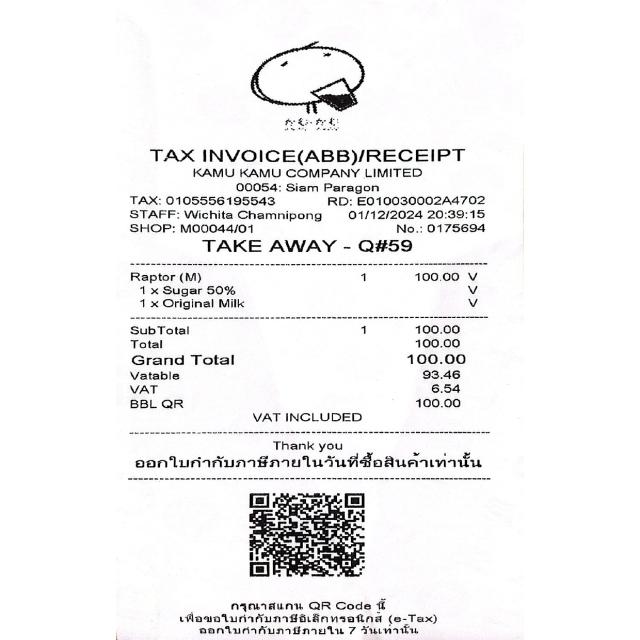 TAX INVOICE(ABB)/RECEIPT
KAMU KAMU COMPANY LIMITED
00054: Siam Paragon
TAX: 0105556195543 RD: E010030002A4702
STAFF: Wichita Chamnipong 01/12/2024 20:39:15
SHOP: M00044/01 No.: 0175694
TAKE AWAY - Q#59
Raptor (M) 1 100.00 V
1 x Sugar 50% V
1 x Original Milk V
SubTotal 1 100.00
Total 100.00
Grand Total 100.00
Vatable 93.46
VAT 6.54
BBL QR 100.00
VAT INCLUDED
Thank you
ออกใบกำกับภาษีภายในวันที่ซื้อสินค้าเท่านั้น
กรุณาสแกน QR Code นี้
เพื่อขอใบกำกับภาษีอิเล็กทรอนิกส์ (e-Tax)
ออกใบกำกับภาษีภายใน 7 วันเท่านั้น